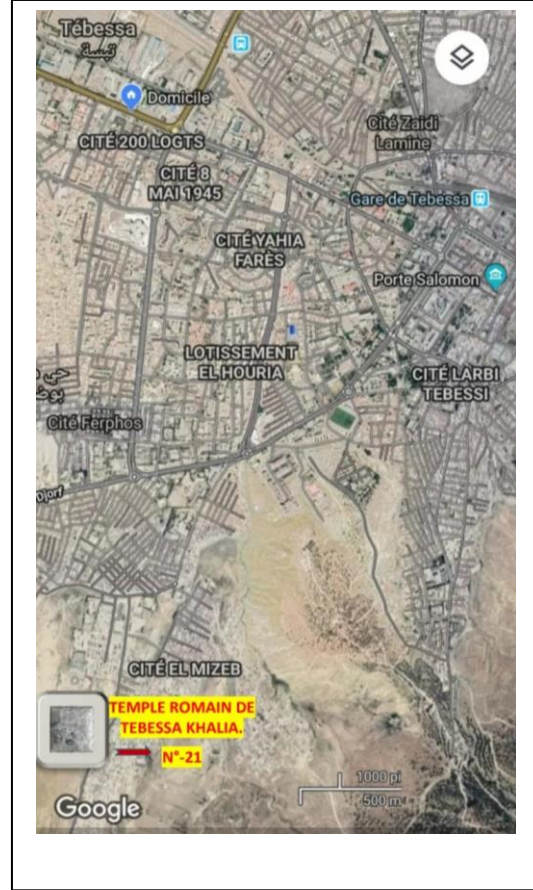 Tébessa
تبسة
Domicile
CITÉ 200 LOGTS
Cité Zaidi
Lamine
CITÉ 8
MAI 1945
Gare de Tebessa
CITÉ YAHIA
FARÈS
Porte Salomon
LOTISSEMENT
EL HOURIA
CITÉ LARBI
TEBESSI
حي
Cité Ferphos
Djorf
CITÉ EL MIZEB
TEMPLE ROMAIN DE
TEBESSA KHALIA.
N°-21
1000 pi
500 m
Google